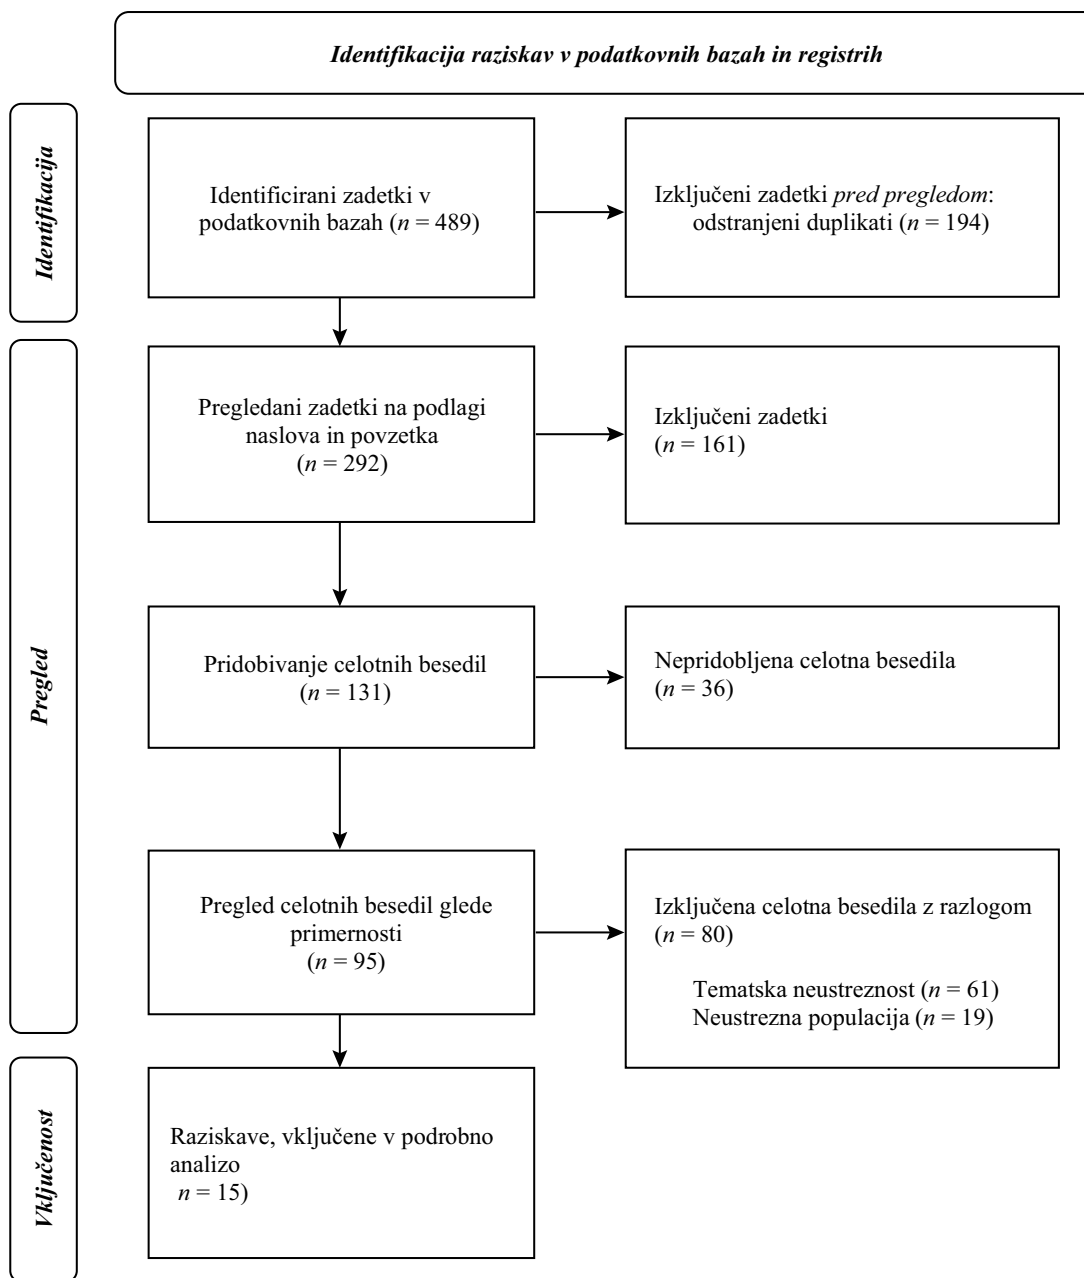 Identifikacija raziskav v podatkovnih bazah in registrih
Identifikacija
Identificirani zadetki v
podatkovnih bazah (n = 489)
Izključeni zadetki pred pregledom:
odstranjeni duplikati (n = 194)
Pregled
Pregledani zadetki na podlagi
naslova in povzetka
(n = 292)
Izključeni zadetki
(n = 161)
Pridobivanje celotnih besedil
(n = 131)
Nepridobljena celotna besedila
(n = 36)
Pregled celotnih besedil glede
primernosti
(n = 95)
Izključena celotna besedila z razlogom
(n = 80)
Tematska neustreznost (n = 61)
Neustrezna populacija (n = 19)
Vključenost
Raziskave, vključene v podrobno
analizo
n = 15)